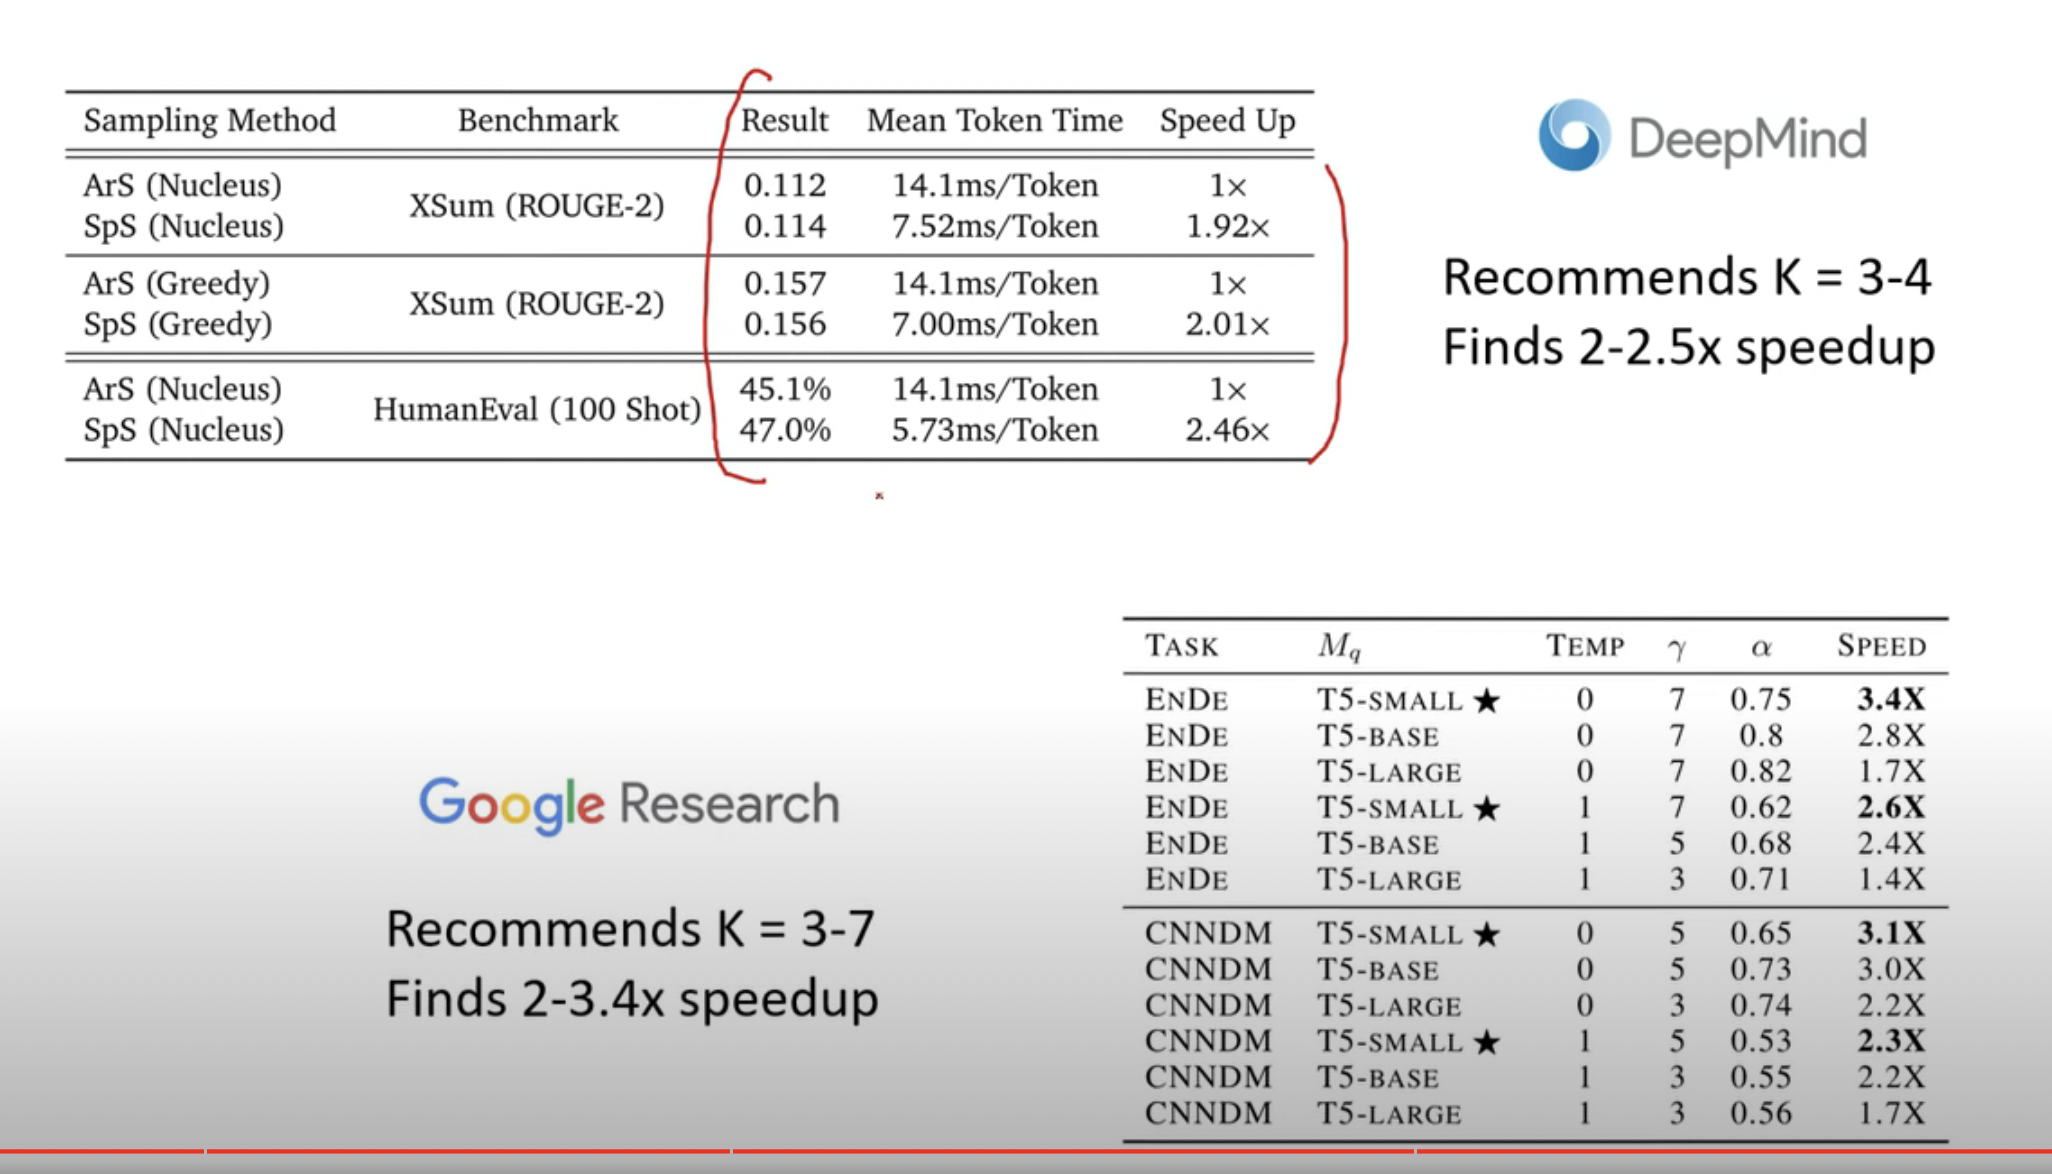 Sampling Method Benchmark Result Mean Token Time Speed Up
ArS (Nucleus) XSum (ROUGE-2) 0.112 14.1ms/Token 1×
SpS (Nucleus) 0.114 7.52ms/Token 1.92×
ArS (Greedy) XSum (ROUGE-2) 0.157 14.1ms/Token 1×
SpS (Greedy) 0.156 7.00ms/Token 2.01×
ArS (Nucleus) HumanEval (100 Shot) 45.1% 14.1ms/Token 1×
SpS (Nucleus) 47.0% 5.73ms/Token 2.46×
DeepMind
Recommends K = 3-4
Finds 2-2.5x speedup
Google Research
Recommends K = 3-7
Finds 2-3.4x speedup
TASK Mq TEMP γ α SPEED
ENDE T5-SMALL ★ 0 7 0.75 3.4X
ENDE T5-BASE 0 7 0.8 2.8X
ENDE T5-LARGE 0 7 0.82 1.7X
ENDE T5-SMALL ★ 1 7 0.62 2.6X
ENDE T5-BASE 1 5 0.68 2.4X
ENDE T5-LARGE 1 3 0.71 1.4X
CNNDM T5-SMALL ★ 0 5 0.65 3.1X
CNNDM T5-BASE 0 5 0.73 3.0X
CNNDM T5-LARGE 0 3 0.74 2.2X
CNNDM T5-SMALL ★ 1 5 0.53 2.3X
CNNDM T5-BASE 1 3 0.55 2.2X
CNNDM T5-LARGE 1 3 0.56 1.7X